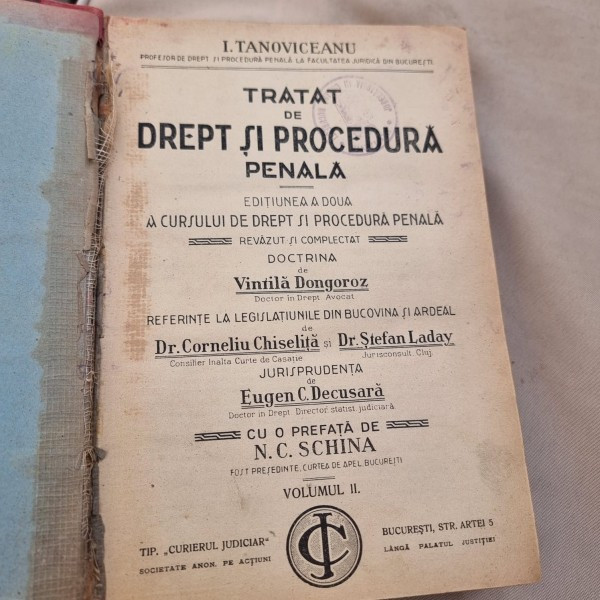 I. TANOVICEANU
PROFESOR DE DREPT ȘI PROCEDURA PENALĂ LA FACULTATEA JURIDICĂ DIN BUCUREȘTI
TRATAT
DE
DREPT ȘI PROCEDURĂ
PENALĂ
EDIȚIUNEA A DOUA
A CURSULUI DE DREPT ȘI PROCEDURĂ PENALĂ
REVĂZUT ȘI COMPLECTAT
DOCTRINA
de
Vintilă Dongoroz
Doctor în Drept. Avocat
REFERINȚE LA LEGISLAȚIUNILE DIN BUCOVINA ȘI ARDEAL
de
Dr. Corneliu Chiseliță și Dr. Ștefan Laday
Consilier Inalta Curte de Casație Jurisconsult. Cluj.
JURISPRUDENȚA
de
Eugen C. Decusară
Doctor în Drept. Director statist. judiciară
CU O PREFAȚĂ DE
N. C. SCHINA
FOST PREȘEDINTE, CURTEA DE APEL, BUCUREȘTI
VOLUMUL II.
TIP. „CURIERUL JUDICIAR" CJ BUCUREȘTI, STR. ARTEI 5
SOCIETATE ANON. PE ACȚIUNI LÂNGĂ PALATUL JUSTIȚIEI